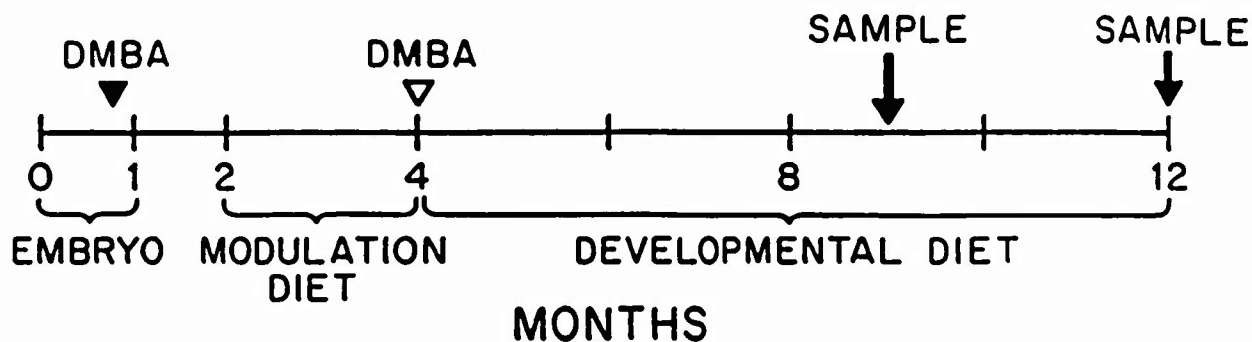 DMBA DMBA SAMPLE SAMPLE
0 1 2 4 8 12
EMBRYO MODULATION DIET DEVELOPMENTAL DIET
MONTHS